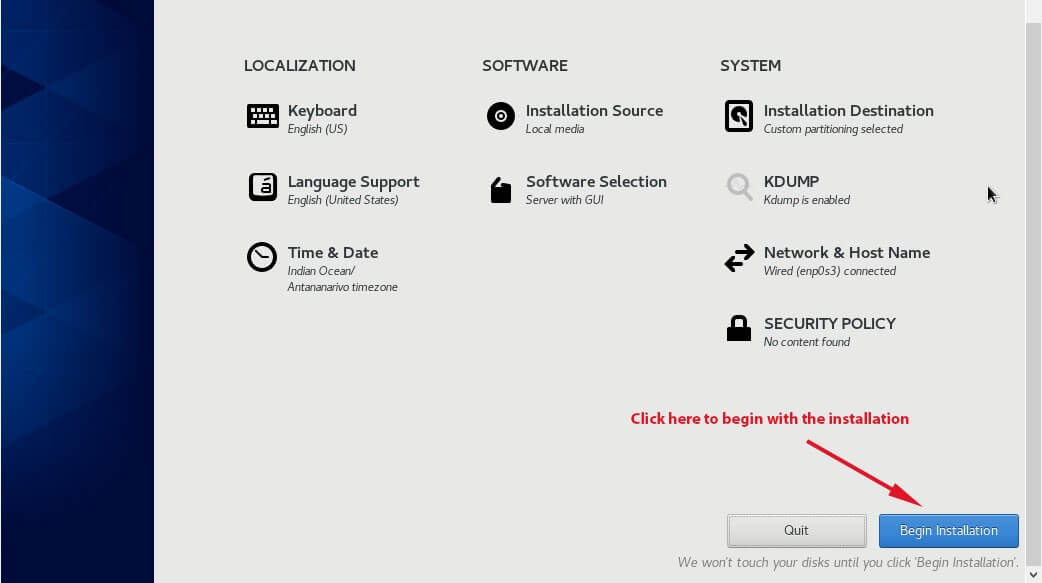 LOCALIZATION
Keyboard
English (US)
Language Support
English (United States)
Time & Date
Indian Ocean/
Antananarivo timezone
SOFTWARE
Installation Source
Local media
Software Selection
Server with GUI
SYSTEM
Installation Destination
Custom partitioning selected
KDUMP
Kdump is enabled
Network & Host Name
Wired (enp0s3) connected
SECURITY POLICY
No content found
Click here to begin with the installation
Quit
Begin Installation
We won't touch your disks until you click 'Begin Installation'.